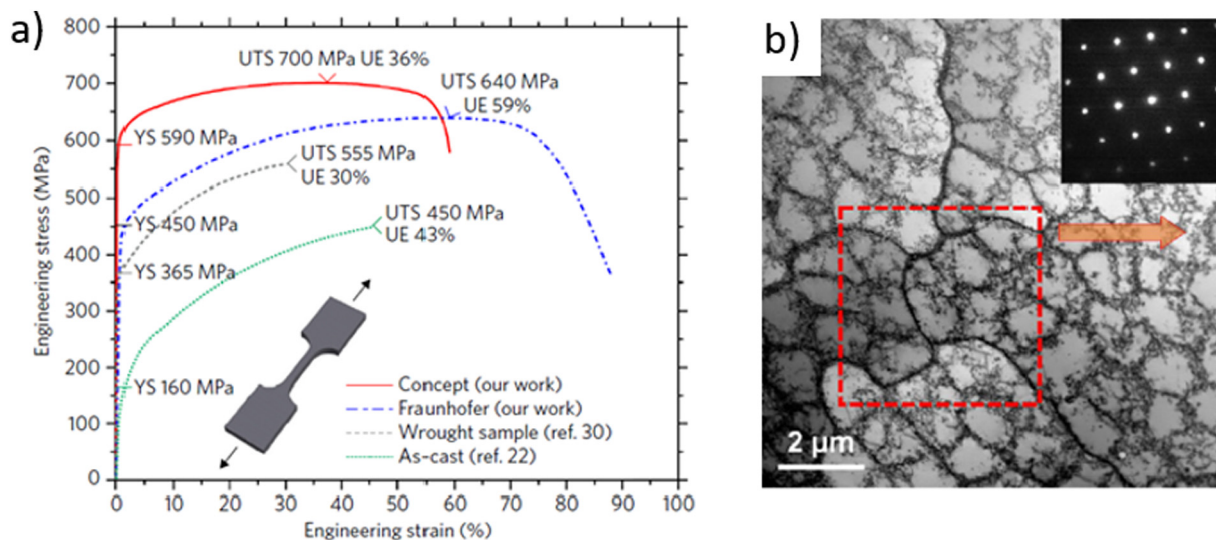 a)
800
700
600
500
400
300
200
100
0
Engineering stress (MPa)
UTS 700 MPa UE 36%
UTS 640 MPa
UE 59%
YS 590 MPa
UTS 555 MPa
UE 30%
YS 450 MPa
UTS 450 MPa
UE 43%
YS 365 MPa
YS 160 MPa
Concept (our work)
Fraunhofer (our work)
Wrought sample (ref. 30)
As-cast (ref. 22)
0 10 20 30 40 50 60 70 80 90 100
Engineering strain (%)
b)
2 μm